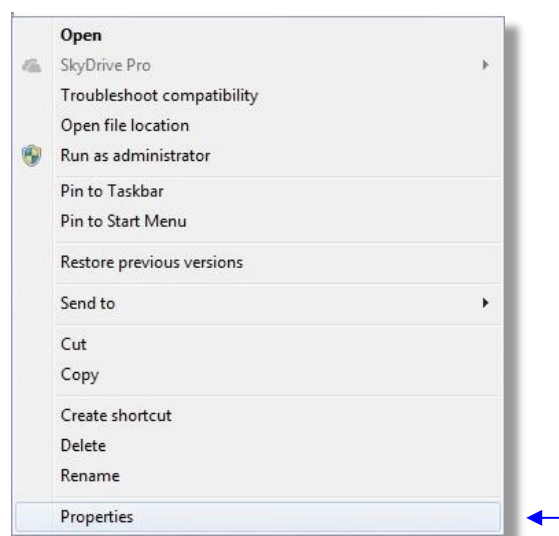 Open
SkyDrive Pro
Troubleshoot compatibility
Open file location
Run as administrator
Pin to Taskbar
Pin to Start Menu
Restore previous versions
Send to
Cut
Copy
Create shortcut
Delete
Rename
Properties